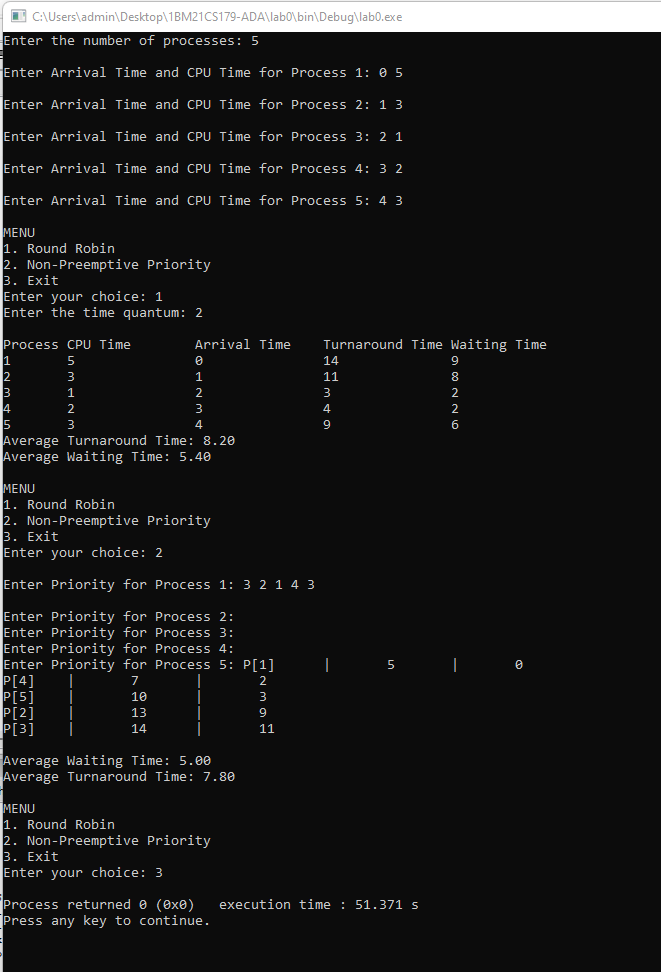 C:\Users\admin\Desktop\1BM21CS179-ADA\lab0\bin\Debug\lab0.exe
Enter the number of processes: 5
Enter Arrival Time and CPU Time for Process 1: 0 5
Enter Arrival Time and CPU Time for Process 2: 1 3
Enter Arrival Time and CPU Time for Process 3: 2 1
Enter Arrival Time and CPU Time for Process 4: 3 2
Enter Arrival Time and CPU Time for Process 5: 4 3
MENU
1. Round Robin
2. Non-Preemptive Priority
3. Exit
Enter your choice: 1
Enter the time quantum: 2
Process CPU Time        Arrival Time    Turnaround Time Waiting Time
1       5               0               14              9
2       3               1               11              8
3       1               2               3               2
4       2               3               4               2
5       3               4               9               6
Average Turnaround Time: 8.20
Average Waiting Time: 5.40
MENU
1. Round Robin
2. Non-Preemptive Priority
3. Exit
Enter your choice: 2
Enter Priority for Process 1: 3 2 1 4 3
Enter Priority for Process 2:
Enter Priority for Process 3:
Enter Priority for Process 4:
Enter Priority for Process 5: P[1]      |       5       |       0
P[4]    |       7       |       2
P[5]    |       10      |       3
P[2]    |       13      |       9
P[3]    |       14      |       11
Average Waiting Time: 5.00
Average Turnaround Time: 7.80
MENU
1. Round Robin
2. Non-Preemptive Priority
3. Exit
Enter your choice: 3
Process returned 0 (0x0)   execution time : 51.371 s
Press any key to continue.